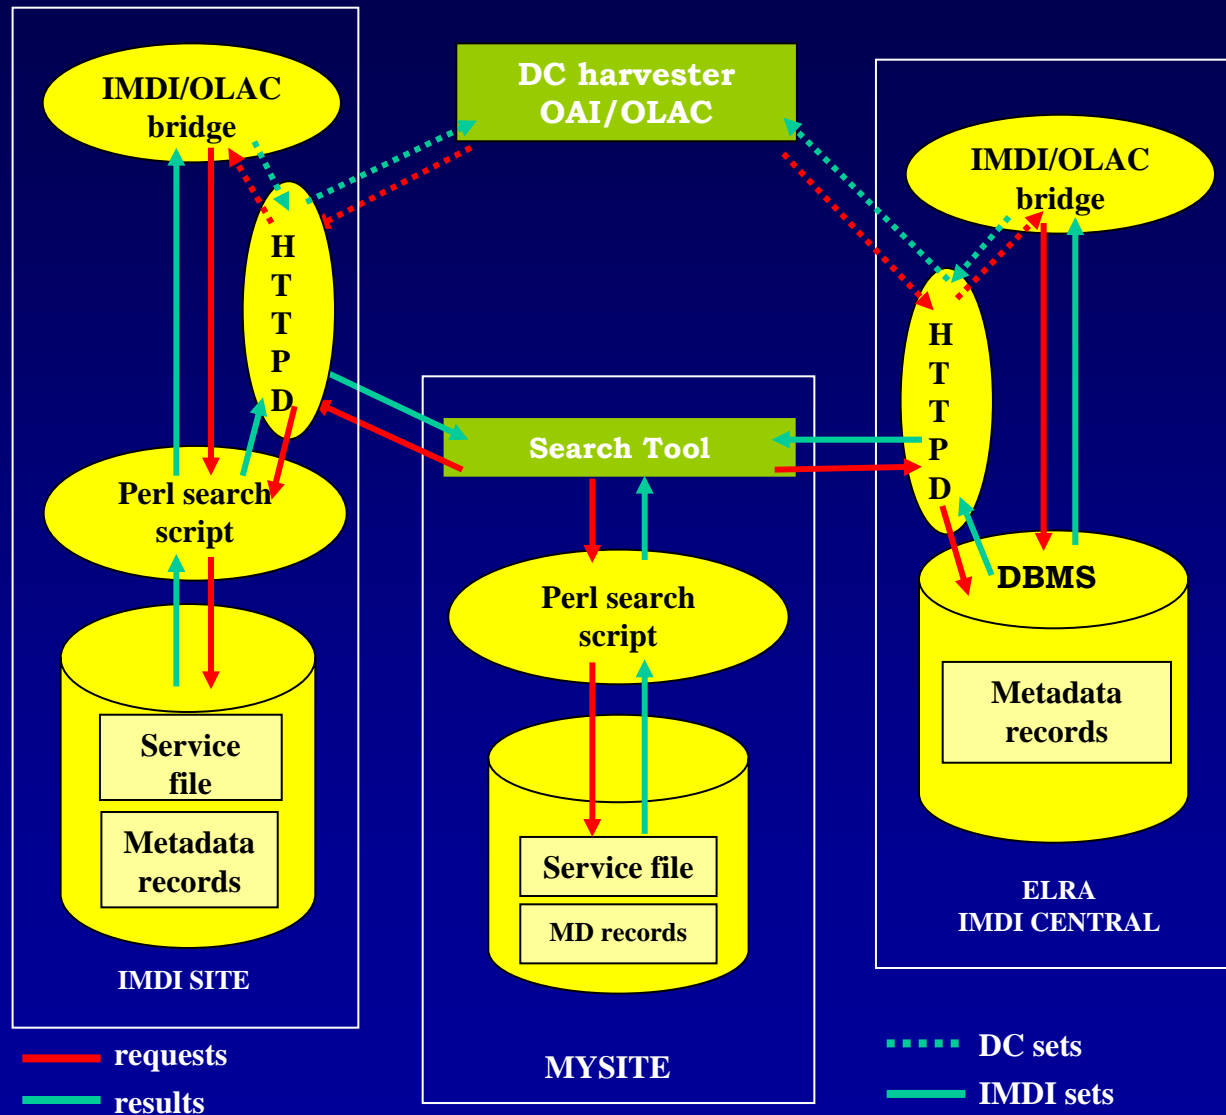 IMDI/OLAC
bridge
H
T
T
P
D
Perl search
script
Service
file
Metadata
records
IMDI SITE
DC harvester
OAI/OLAC
Search Tool
Perl search
script
Service file
MD records
MYSITE
IMDI/OLAC
bridge
H
T
T
P
D
DBMS
Metadata
records
ELRA
IMDI CENTRAL
requests
results
DC sets
IMDI sets